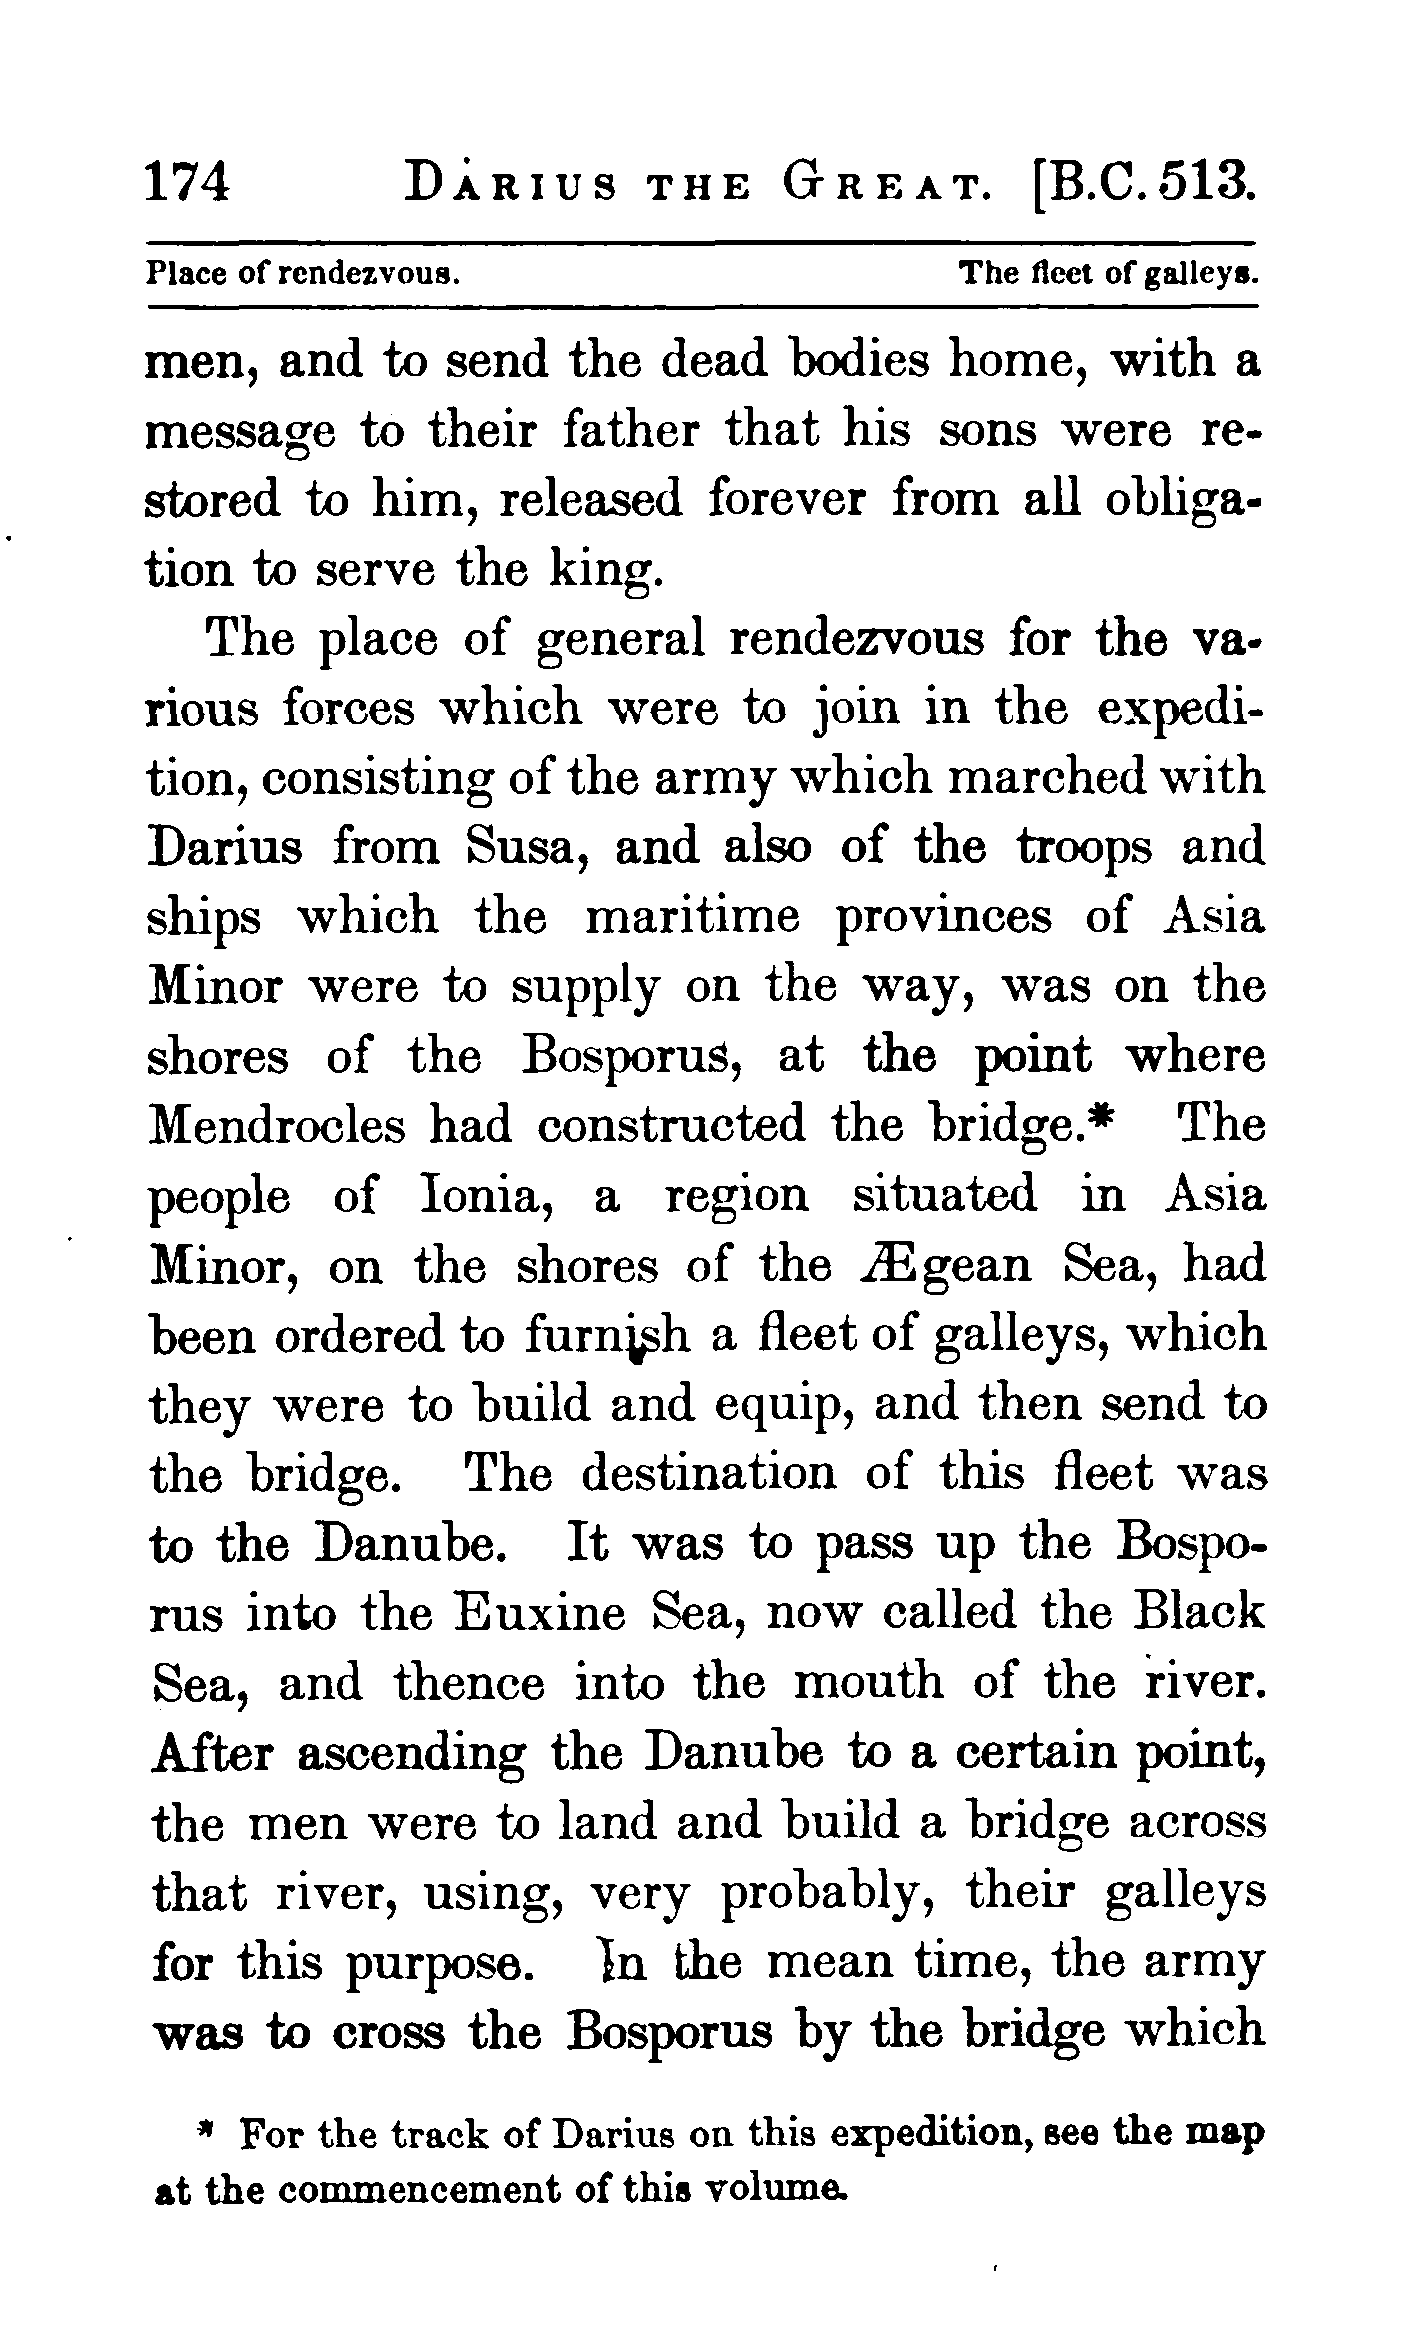 174 DARIUS THE GREAT. [B.C. 513.
Place of rendezvous. The fleet of galleys.
men, and to send the dead bodies home, with a
message to their father that his sons were re-
stored to him, released forever from all obliga-
tion to serve the king.
The place of general rendezvous for the va-
rious forces which were to join in the expedi-
tion, consisting of the army which marched with
Darius from Susa, and also of the troops and
ships which the maritime provinces of Asia
Minor were to supply on the way, was on the
shores of the Bosporus, at the point where
Mendrocles had constructed the bridge.* The
people of Ionia, a region situated in Asia
Minor, on the shores of the Ægean Sea, had
been ordered to furnish a fleet of galleys, which
they were to build and equip, and then send to
the bridge. The destination of this fleet was
to the Danube. It was to pass up the Bospo-
rus into the Euxine Sea, now called the Black
Sea, and thence into the mouth of the river.
After ascending the Danube to a certain point,
the men were to land and build a bridge across
that river, using, very probably, their galleys
for this purpose. In the mean time, the army
was to cross the Bosporus by the bridge which
* For the track of Darius on this expedition, see the map
at the commencement of this volume.